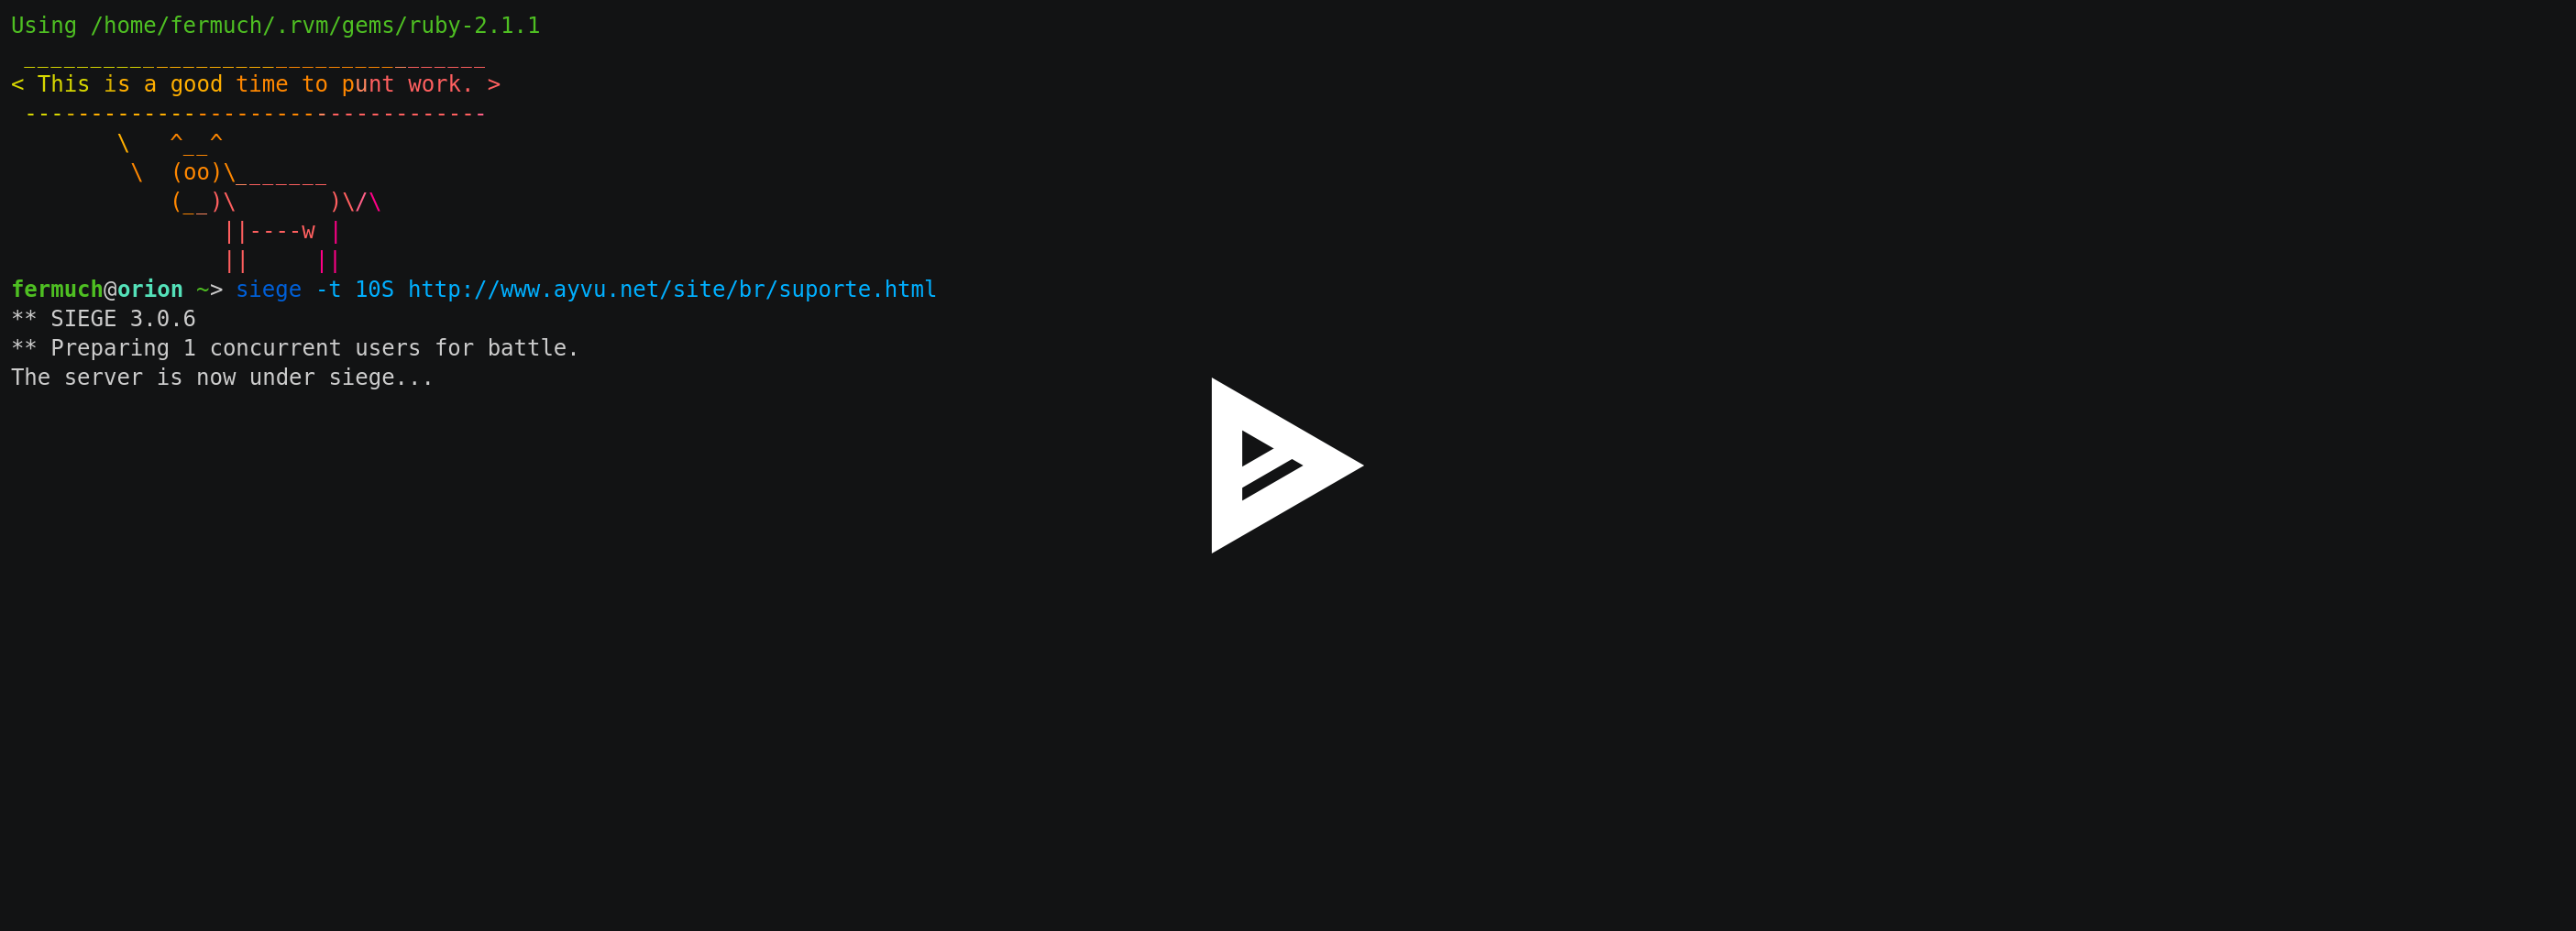 Using /home/fermuch/.rvm/gems/ruby-2.1.1
 ___________________________________
< This is a good time to punt work. >
 -----------------------------------
        \   ^__^
         \  (oo)\_______
            (__)\       )\/\
                ||----w |
                ||     ||
fermuch@orion ~> siege -t 10S http://www.ayvu.net/site/br/suporte.html
** SIEGE 3.0.6
** Preparing 1 concurrent users for battle.
The server is now under siege...